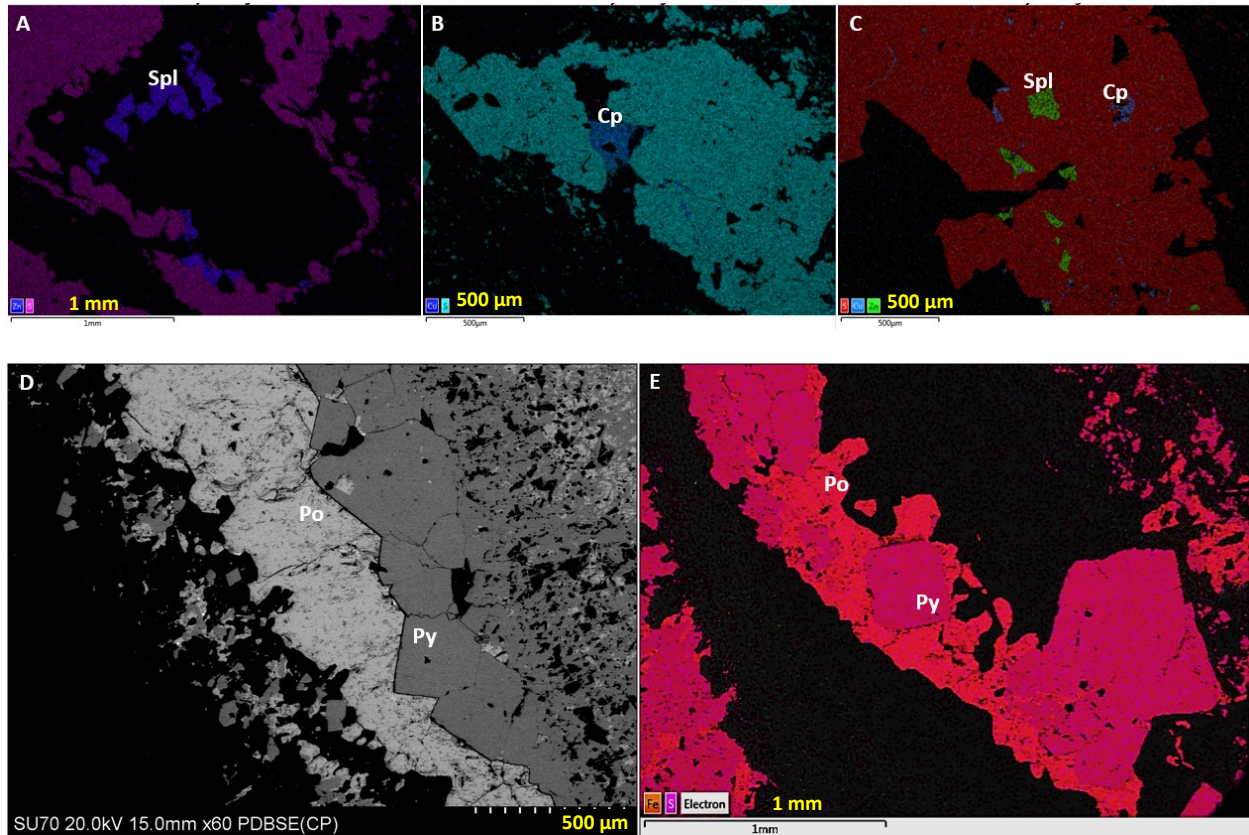 A
Spl
Zn S
1 mm
1mm
B
Cp
Cu S
500 µm
500µm
C
Spl
Cp
S Cu Zn
500 µm
500µm
D
Po
Py
SU70 20.0kV 15.0mm x60 PDBSE(CP)
500 µm
E
Po
Py
Fe S Electron
1 mm
1mm